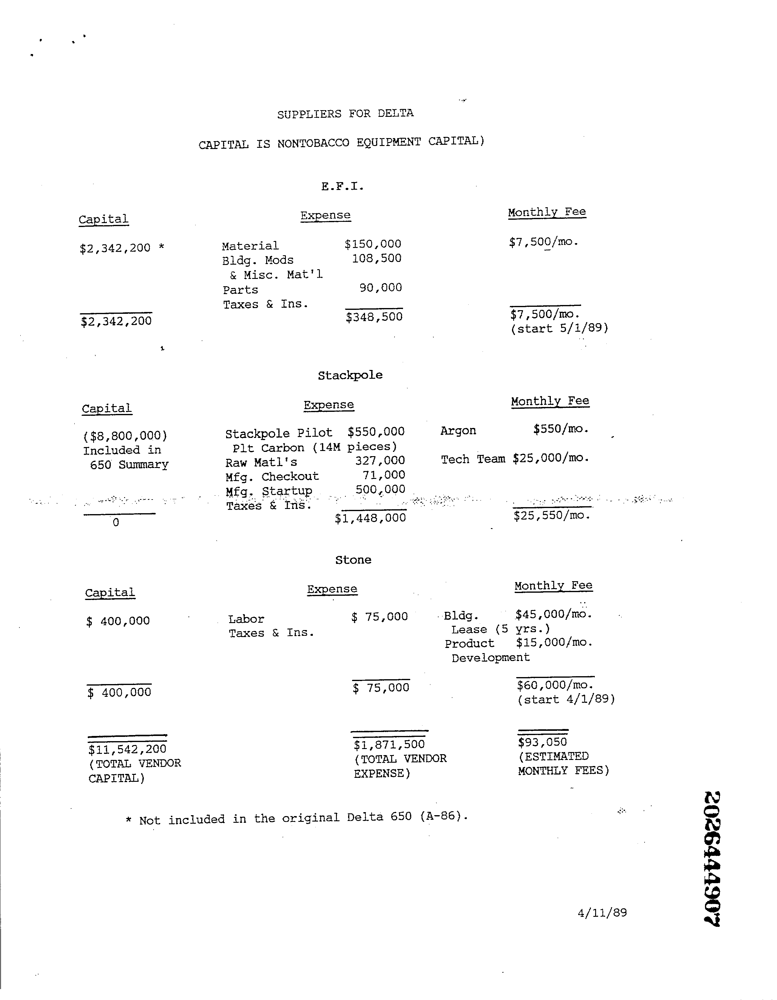 SUPPLIERS FOR DELTA
CAPITAL IS NONTOBACCO EQUIPMENT CAPITAL)
E.F.I.
Capital Expense Monthly Fee
$2,342,200 * Material $150,000 $7,500/mo.
Bldg. Mods 108,500
& Misc. Mat'l
Parts 90,000
Taxes & Ins.
$2,342,200 $348,500 $7,500/mo.
(start 5/1/89)
Stackpole
Capital Expense Monthly Fee
($8,800,000) Stackpole Pilot $550,000 Argon $550/mo.
Included in Plt Carbon (14M pieces)
650 Summary Raw Matl's 327,000 Tech Team $25,000/mo.
Mfg. Checkout 71,000
Mfg. Startup 500,000
Taxes & Ins.
0 $1,448,000 $25,550/mo.
Stone
Capital Expense Monthly Fee
$ 400,000 Labor $ 75,000 Bldg. $45,000/mo.
Taxes & Ins. Lease (5 yrs.)
Product $15,000/mo.
Development
$ 400,000 $ 75,000 $60,000/mo.
(start 4/1/89)
$11,542,200 $1,871,500 $93,050
(TOTAL VENDOR (TOTAL VENDOR (ESTIMATED
CAPITAL) EXPENSE) MONTHLY FEES)
* Not included in the original Delta 650 (A-86).
4/11/89
2026444907